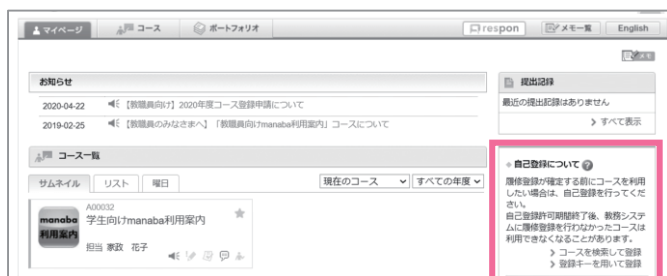 マイページ コース ポートフォリオ respon メモ一覧 English
メモ
お知らせ
2020-04-22 【教職員向け】2020年度コース登録申請について
2019-02-25 【教職員のみなさまへ】「教職員向けmanaba利用案内」コースについて
コース一覧
サムネイル リスト 曜日 現在のコース すべての年度
manaba
利用案内
A00032
学生向けmanaba利用案内
担当 家政 花子
提出記録
最近の提出記録はありません
すべて表示
自己登録について
履修登録が確定する前にコースを利用
したい場合は、自己登録を行ってくだ
さい。
自己登録許可期間終了後、教務システ
ムに履修登録を行わなかったコースは
利用できなくなることがあります。
コースを検索して登録
登録キーを用いて登録